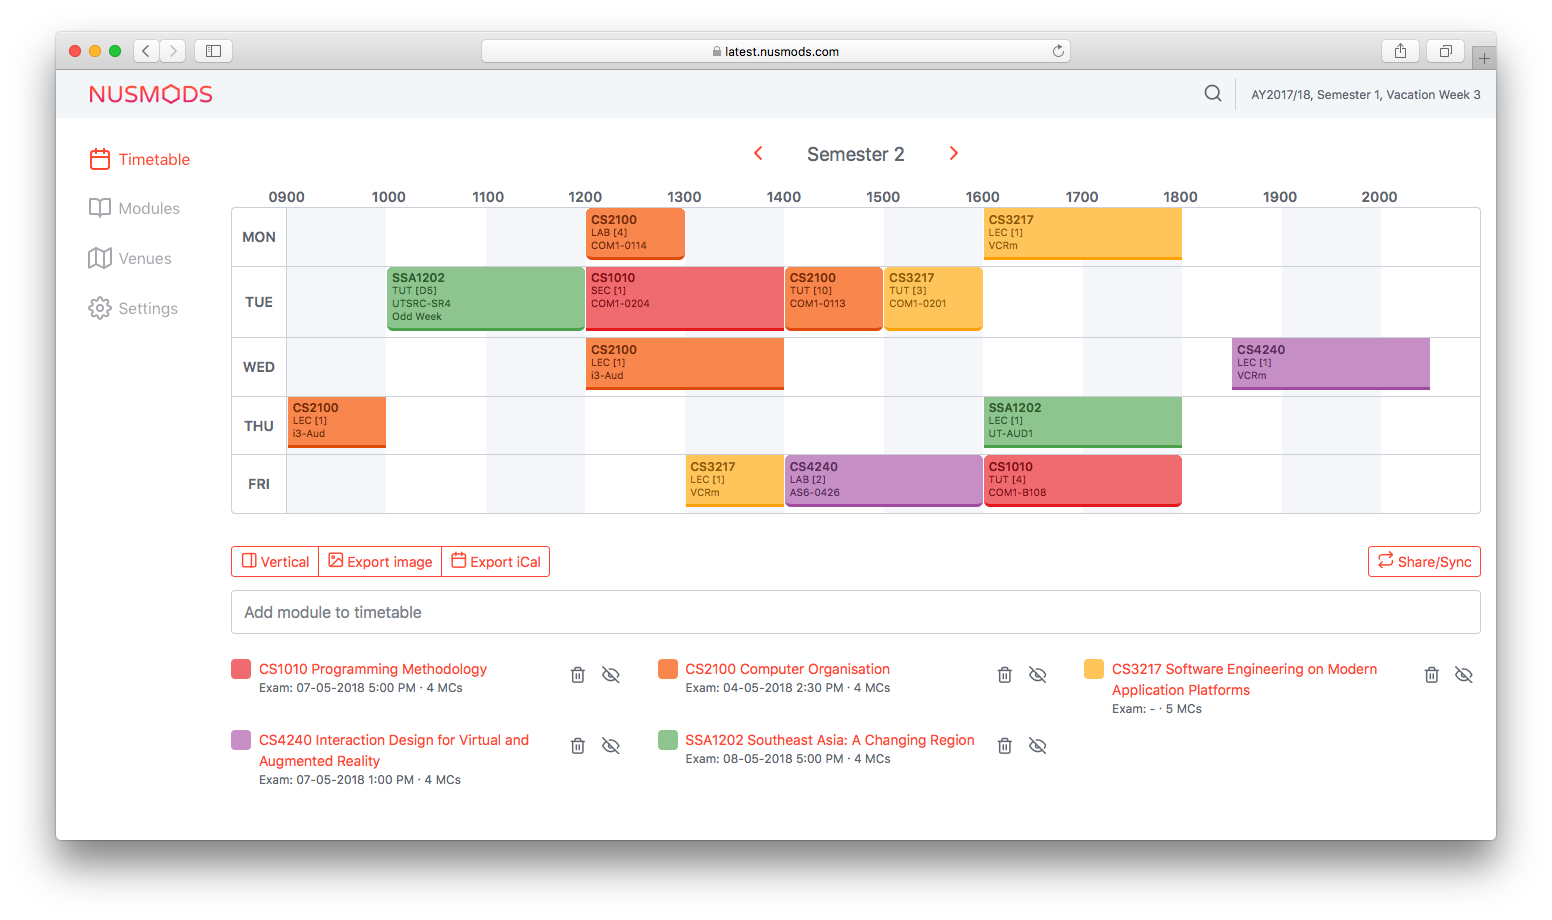 latest.nusmods.com
NUSMODS
AY2017/18, Semester 1, Vacation Week 3
Timetable
Modules
Venues
Settings
Semester 2
0900 1000 1100 1200 1300 1400 1500 1600 1700 1800 1900 2000
MON
CS2100
LAB [4]
COM1-0114
CS3217
LEC [1]
VCRm
TUE
SSA1202
TUT [D5]
UTSRC-SR4
Odd Week
CS1010
SEC [1]
COM1-0204
CS2100
TUT [10]
COM1-0113
CS3217
TUT [3]
COM1-0201
WED
CS2100
LEC [1]
i3-Aud
CS4240
LEC [1]
VCRm
THU
CS2100
LEC [1]
i3-Aud
SSA1202
LEC [1]
UT-AUD1
FRI
CS3217
LEC [1]
VCRm
CS4240
LAB [2]
AS6-0426
CS1010
TUT [4]
COM1-B108
Vertical
Export image
Export iCal
Share/Sync
Add module to timetable
CS1010 Programming Methodology
Exam: 07-05-2018 5:00 PM · 4 MCs
CS2100 Computer Organisation
Exam: 04-05-2018 2:30 PM · 4 MCs
CS3217 Software Engineering on Modern
Application Platforms
Exam: - · 5 MCs
CS4240 Interaction Design for Virtual and
Augmented Reality
Exam: 07-05-2018 1:00 PM · 4 MCs
SSA1202 Southeast Asia: A Changing Region
Exam: 08-05-2018 5:00 PM · 4 MCs